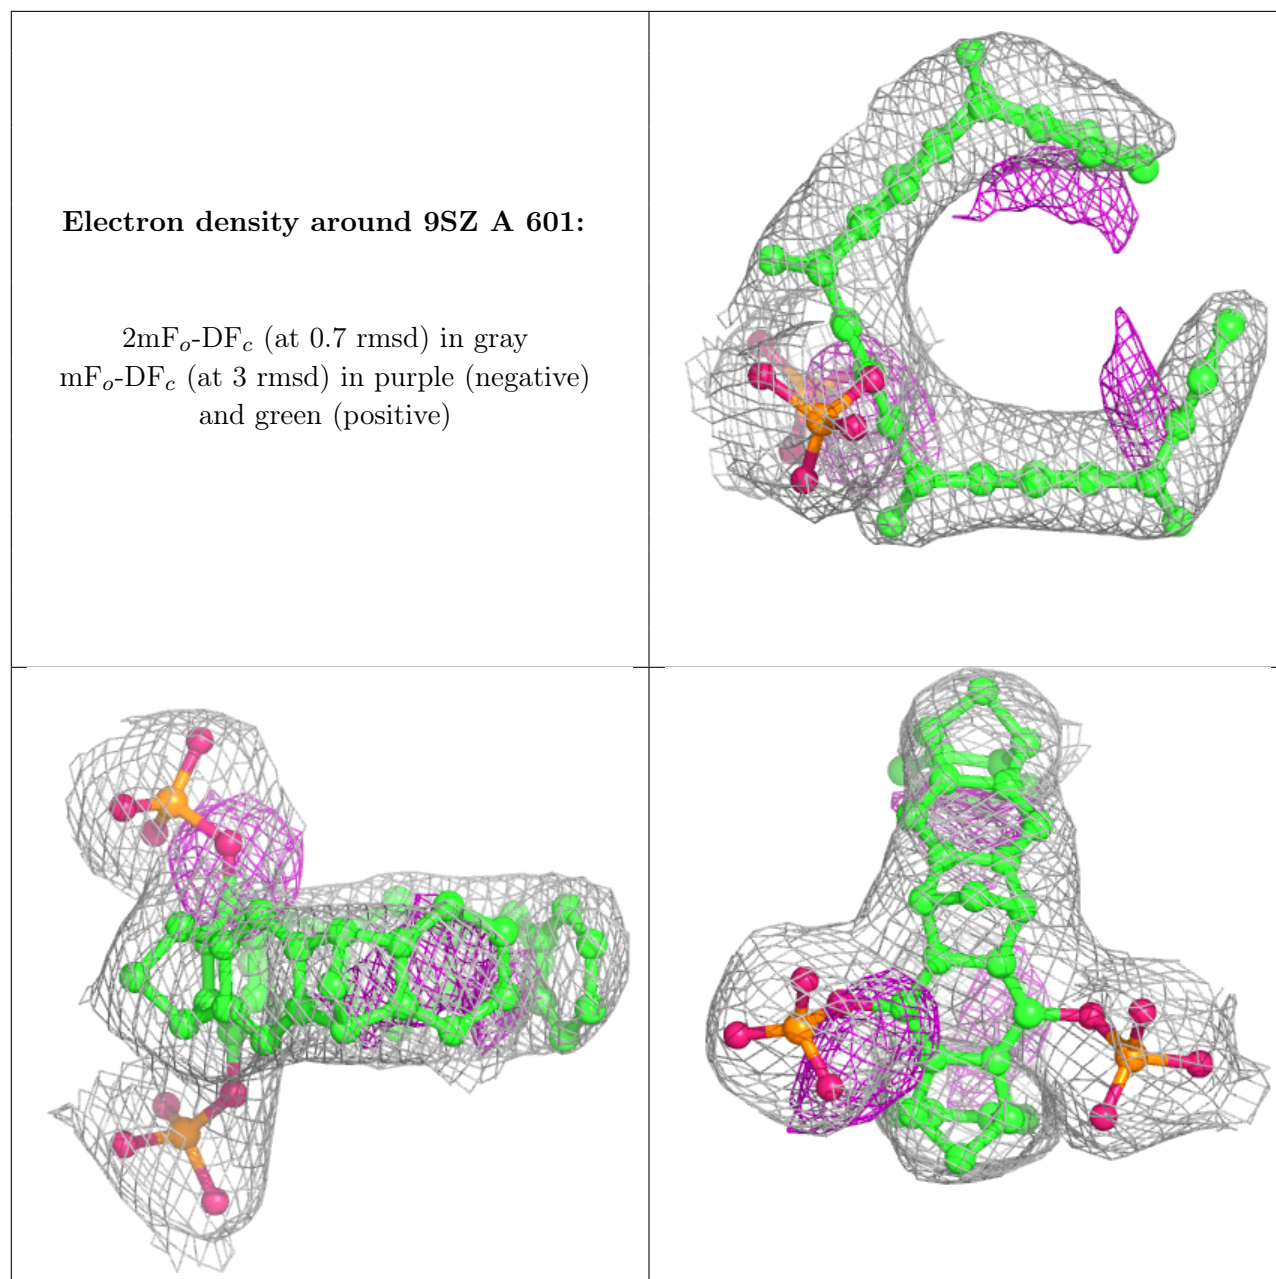 Electron density around 9SZ A 601:
2mFo-DFc (at 0.7 rmsd) in gray
mFo-DFc (at 3 rmsd) in purple (negative)
and green (positive)